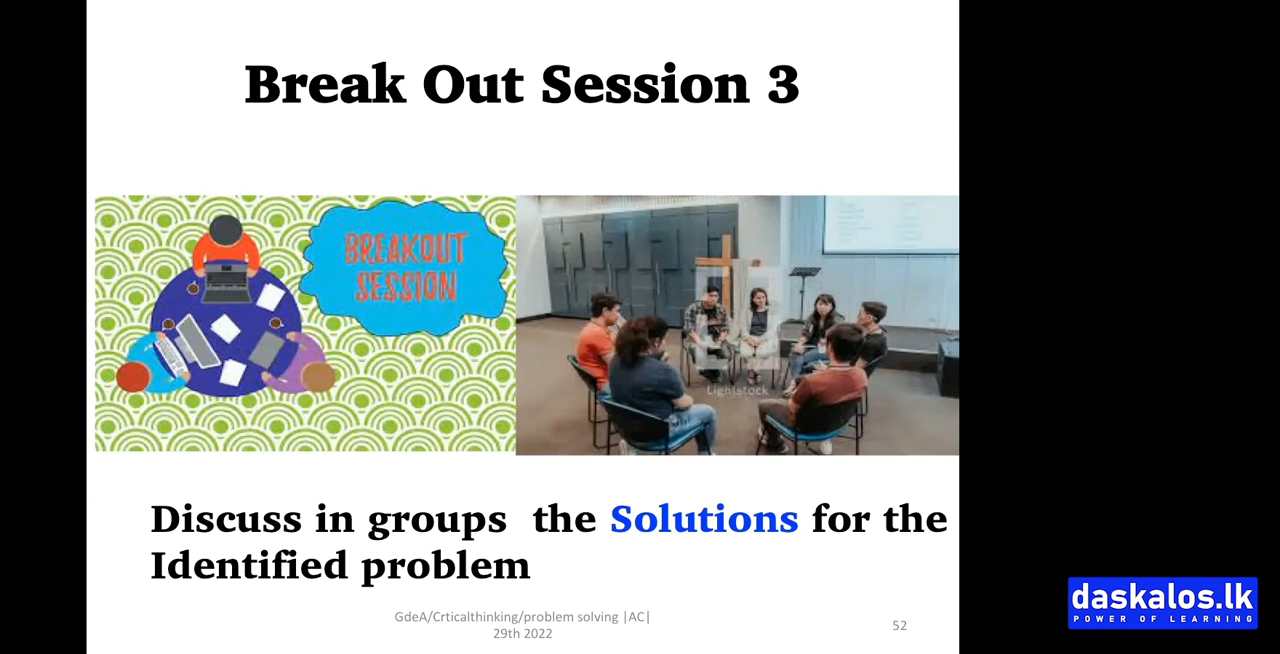 Break Out Session 3
BREAKOUT
SESSION
Lightstock
Discuss in groups  the Solutions for the
Identified problem
GdeA/Crticalthinking/problem solving |AC|
29th 2022
52
daskalos.lk
POWER OF LEARNING